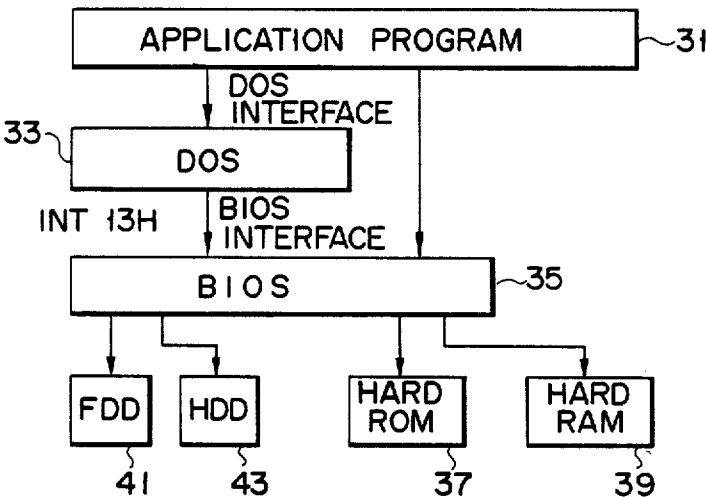 APPLICATION PROGRAM
31
DOS
INTERFACE
33
DOS
INT 13H
BIOS
INTERFACE
BIOS
35
FDD
HDD
HARD
ROM
HARD
RAM
41
43
37
39